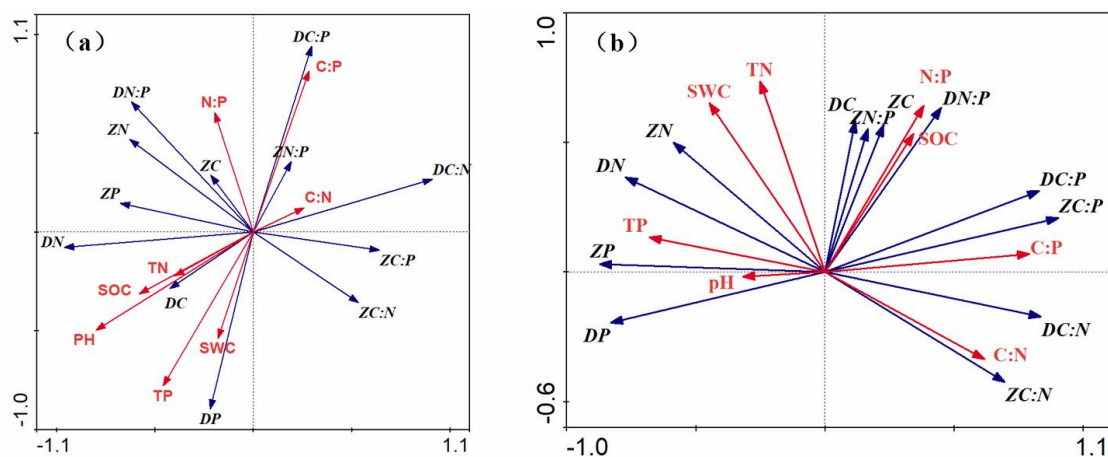 (a)
1.1
DC:P
C:P
DN:P
N:P
ZN
ZC
ZN:P
DC:N
ZP
C:N
DN
ZC:P
TN
SOC
DC
ZC:N
PH
SWC
TP
DP
-1.0
-1.1
1.1
(b)
1.0
TN
SWC
N:P
DC
ZC
DN:P
ZN:P
ZN
SOC
DN
DC:P
ZC:P
TP
ZP
C:P
pH
DP
DC:N
C:N
ZC:N
-0.6
-1.0
1.1